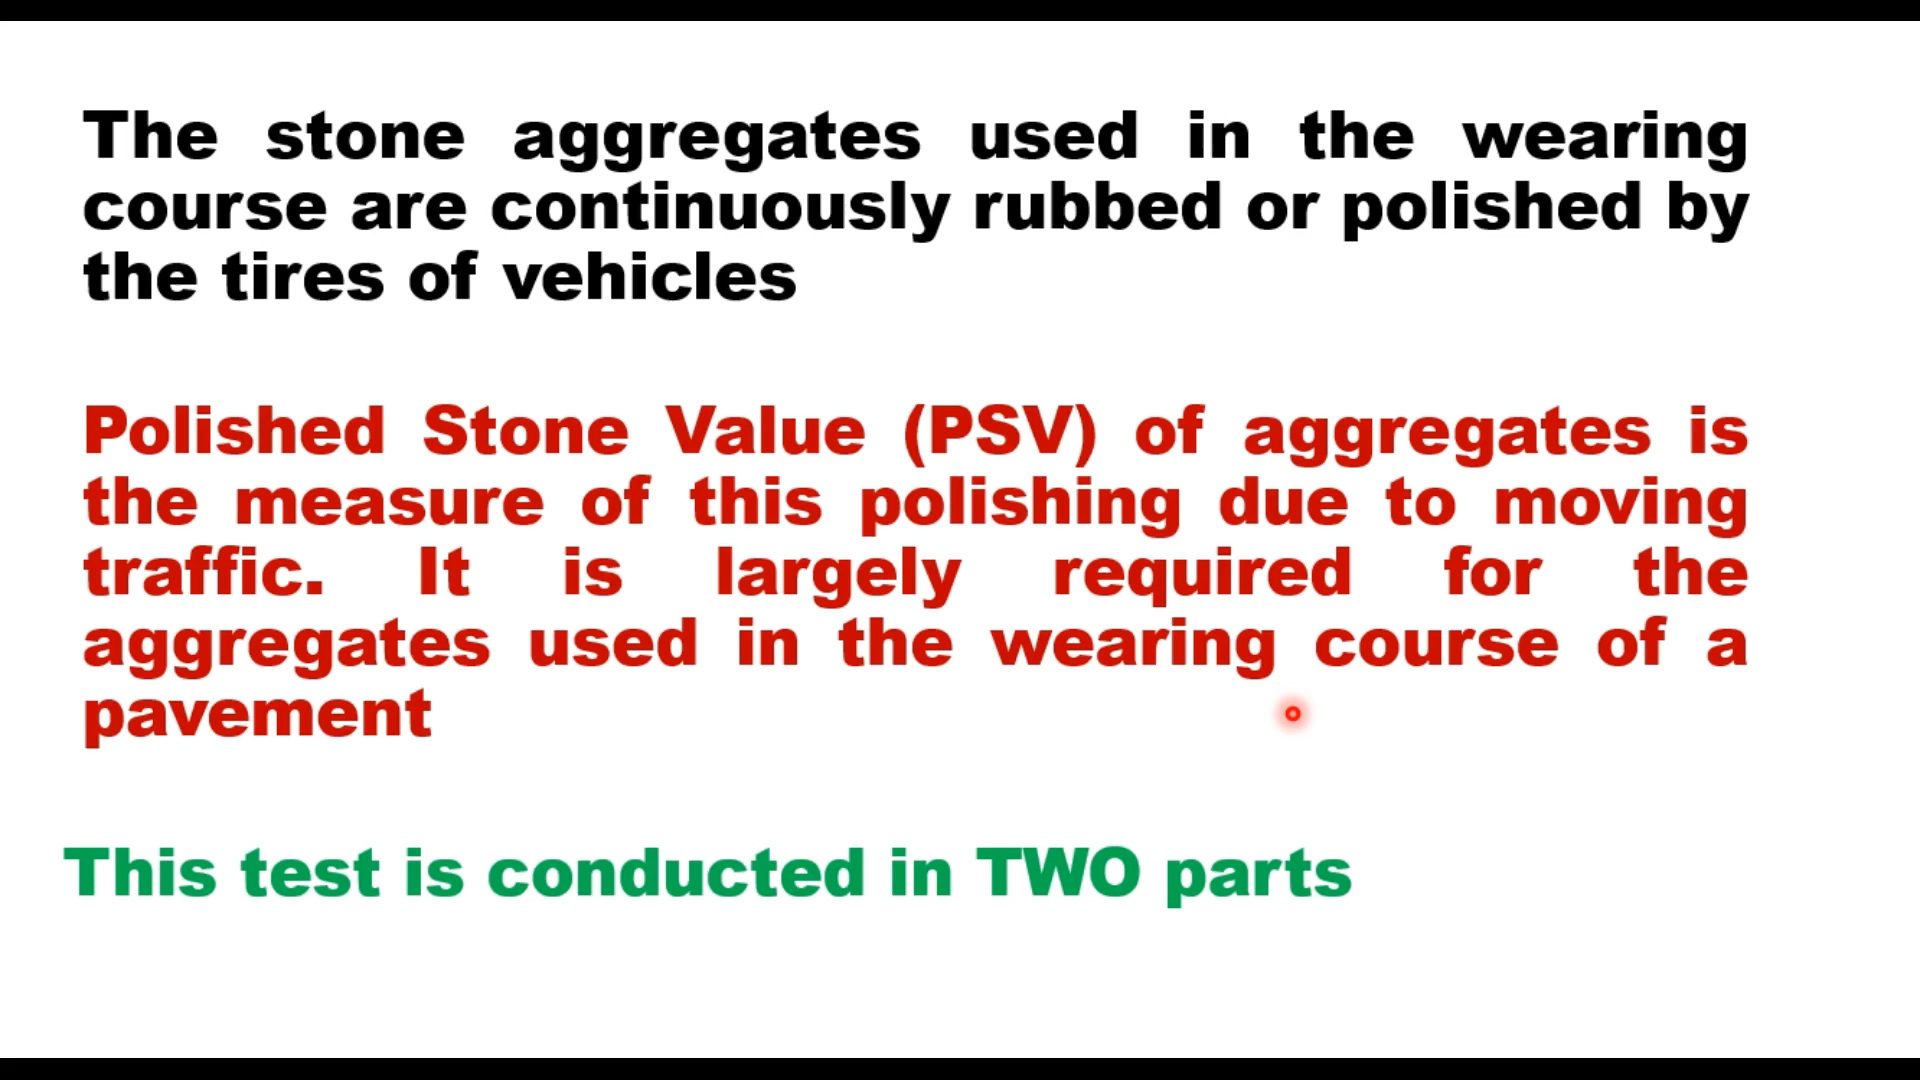 The stone aggregates used in the wearing
course are continuously rubbed or polished by
the tires of vehicles
Polished Stone Value (PSV) of aggregates is
the measure of this polishing due to moving
traffic. It is largely required for the
aggregates used in the wearing course of a
pavement
This test is conducted in TWO parts